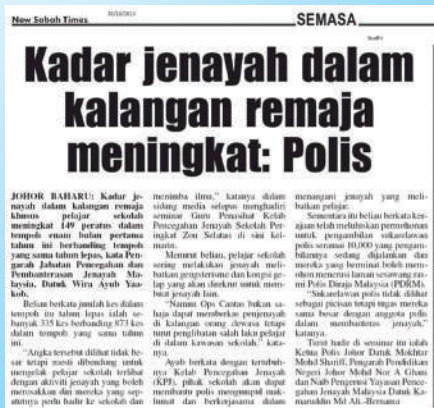 New Sabah Times
SEMASA
Kadar jenayah dalam
kalangan remaja
meningkat: Polis
JOHOR BAHARU: Kadar je-
nayah dalam kalangan remaja
khusus pelajar sekolah
meningkat 149 peratus dalam
tempoh enam bulan pertama
tahun ini berbanding tempoh
yang sama tahun lepas, kata Pen-
garah Jabatan Pencegahan dan
Pembanterasan Jenayah Ma-
laysia, Datuk Wira Ayub Yaa-
kob.
Beliau berkata jumlah kes dalam
tempoh itu tahun lepas ialah se-
banyak 335 kes berbanding 873 kes
dalam tempoh yang sama tahun
ini.
"Angka tersebut dilihat tidak be-
sar tetapi mesti dibendung untuk
mengelak pelajar sekolah terlibat
dengan aktiviti jenayah yang boleh
merosakkan diri mereka yang sep-
atutnya perlu hadir ke sekolah dan
menimba ilmu," katanya dalam
sidang media selepas menghadiri
seminar Guru Penasihat Kelab
Pencegahan Jenayah Sekolah Per-
ingkat Zon Selatan di sini kel-
marin.
Menurut beliau, pelajar sekolah
sering melakukan jenayah meli-
batkan gengsterisme dan kongsi ge-
lap yang akan direkrut untuk mem-
buat jenayah lain.
"Namun Ops Cantas bukan sa-
haja dapat memberkas penjenayah
di kalangan orang dewasa tetapi
turut penglibatan salah laku pelajar
di dalam kawasan sekolah," kata-
nya.
Ayub berkata dengan tertubuh-
nya Kelab Pencegahan Jenayah
(KPJ), pihak sekolah akan dapat
membantu polis mengumpul mak-
lumat dan berkerjasama dalam
menangani jenayah yang meli-
batkan pelajar.
Sementara itu beliau berkata ker-
ajaan telah meluluskan permohonan
untuk pengambilan sukarelawan
polis seramai 10,000 yang pengam-
bilannya sedang dijalankan dan
mereka yang berminat boleh mem-
ohon menerusi laman sesawang ras-
mi Polis Diraja Malaysia (PDRM).
"Sukarelawan polis tidak dilihat
sebagai picisan tetapi tugas mereka
sama besar dengan anggota polis
dalam membanteras jenayah,"
katanya.
Turut hadir di seminar itu ialah
Ketua Polis Johor Datuk Mokhtar
Mohd Shariff, Pengarah Pendidikan
Negeri Johor Mohd Nor A Ghani
dan Naib Pengerusi Yayasan Pence-
gahan Jenayah Malaysia Datuk Ka-
maruddin Md Ali.-Bernama